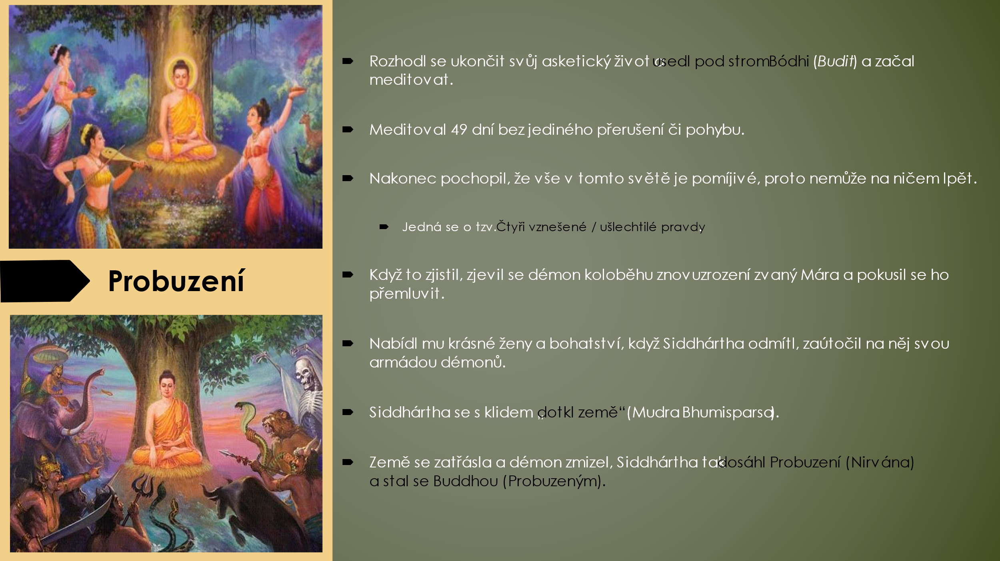 Probuzení
Rozhodl se ukončit svůj asketický život a usedl pod strom Bódhi (Budit) a začal
meditovat.
Meditoval 49 dní bez jediného přerušení či pohybu.
Nakonec pochopil, že vše v tomto světě je pomíjivé, proto nemůže na ničem lpět.
Jedná se o tzv. Čtyři vznešené / ušlechtilé pravdy.
Když to zjistil, zjevil se démon koloběhu znovuzrození zvaný Mára a pokusil se ho
přemluvit.
Nabídl mu krásné ženy a bohatství, když Siddhártha odmítl, zaútočil na něj svou
armádou démonů.
Siddhártha se s klidem „dotkl země“ (Mudra Bhumisparsa).
Země se zatřásla a démon zmizel, Siddhártha tak dosáhl Probuzení (Nirvána)
a stal se Buddhou (Probuzeným).